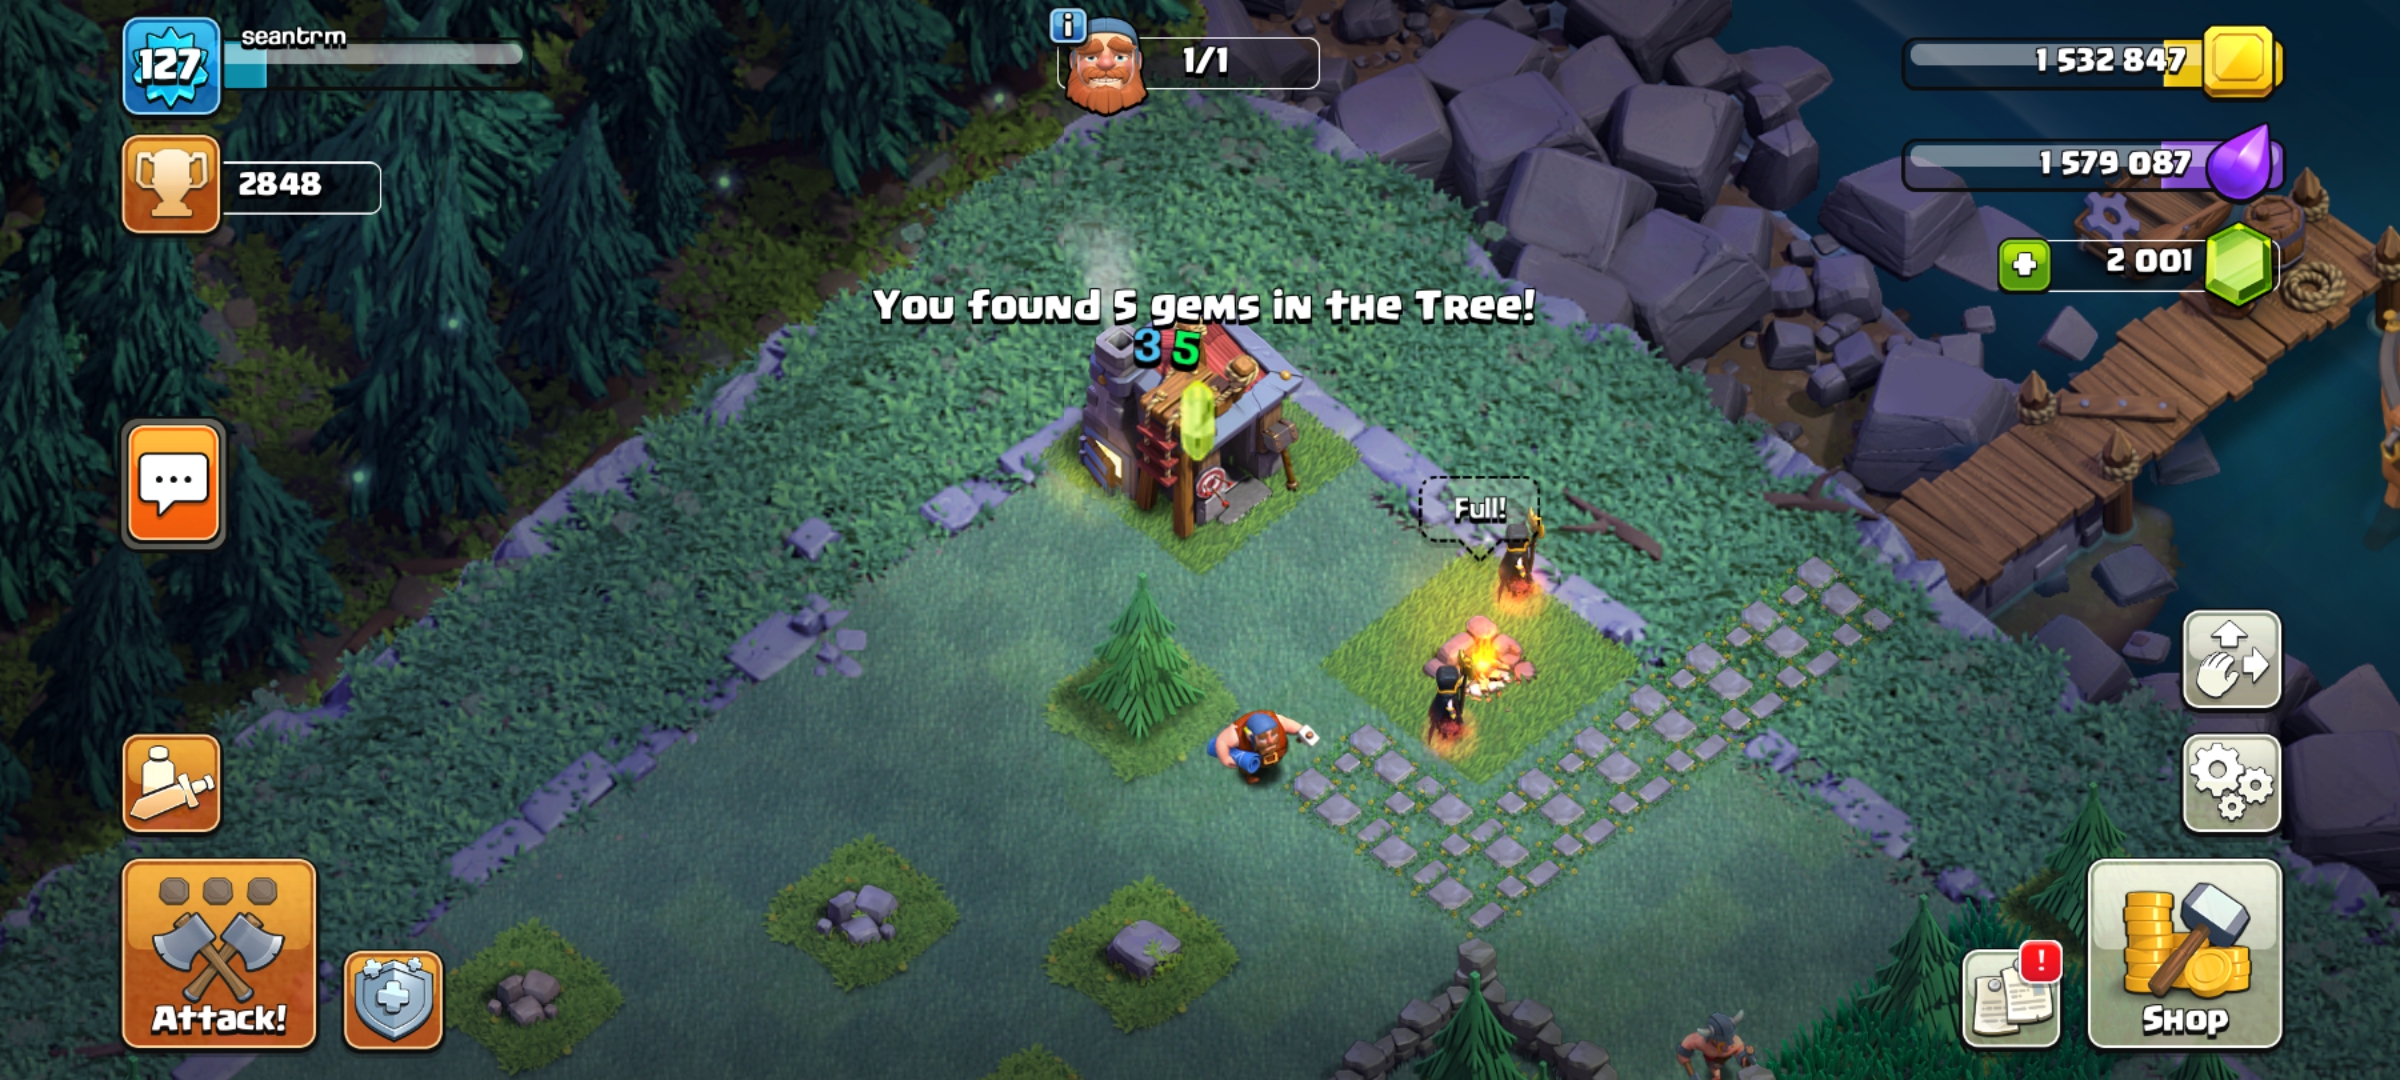 seantrm
127
1/1
1 532 847
2848
1 579 087
2 001
You found 5 gems in the Tree!
3 5
Full!
Attack!
Shop